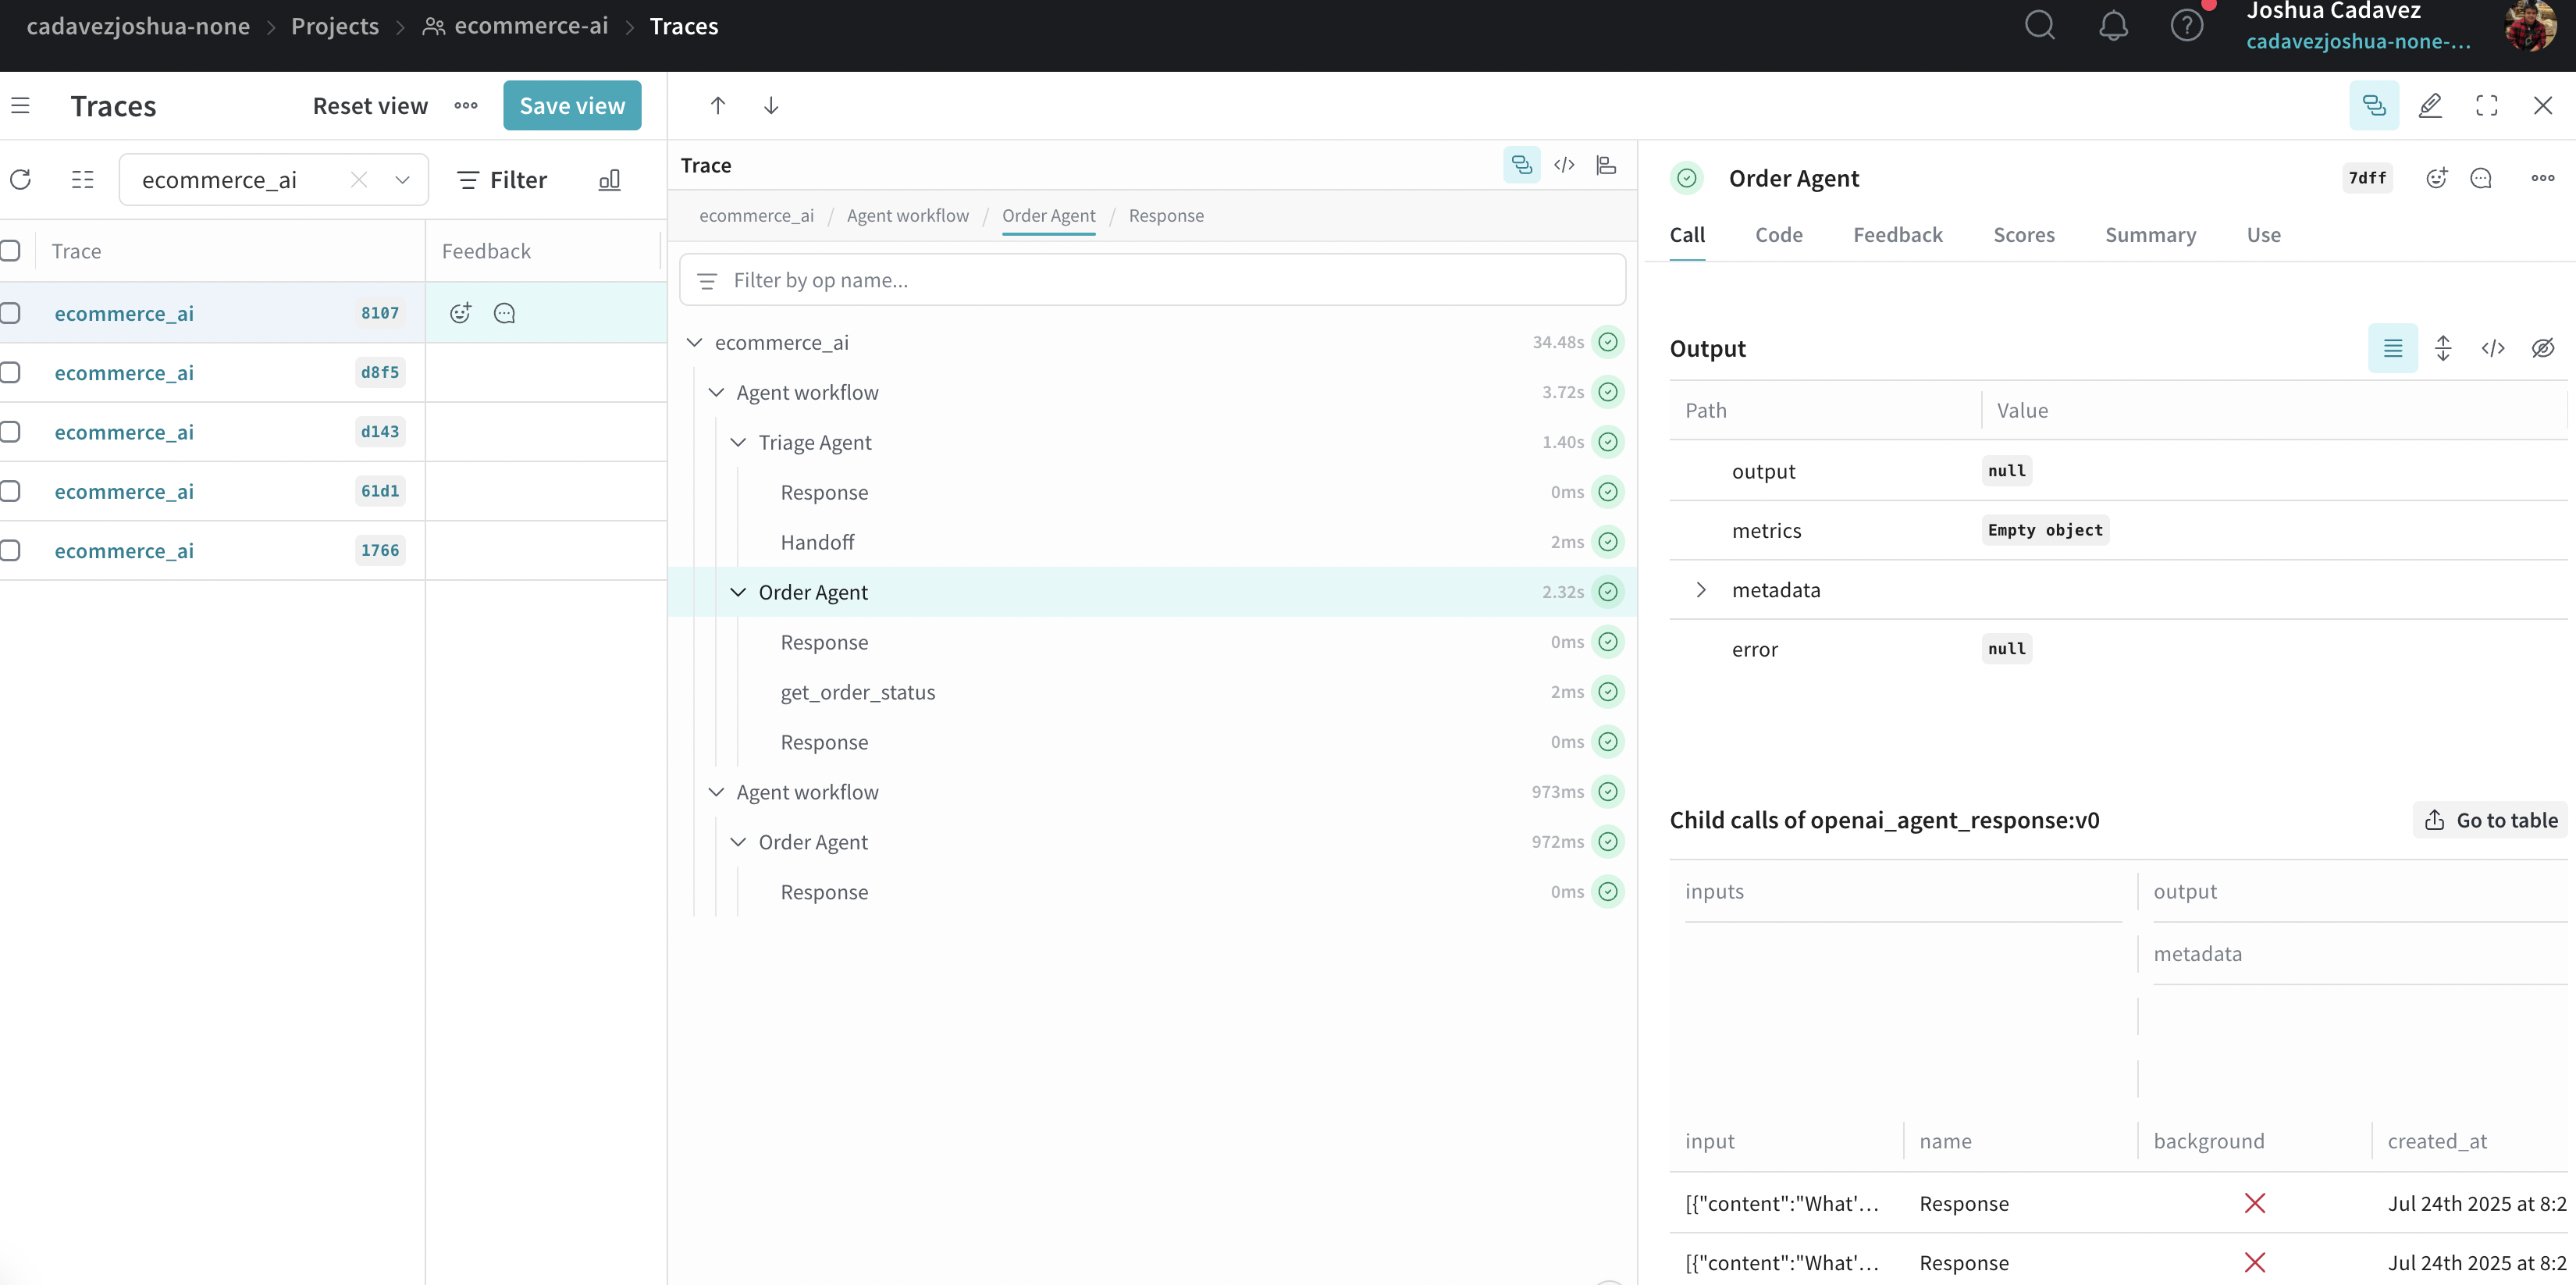 cadavezjoshua-none > Projects > ecommerce-ai > Traces
Joshua Cadavez
cadavezjoshua-none-...
Traces
Reset view
Save view
ecommerce_ai
Filter
Trace
Feedback
ecommerce_ai 8107
ecommerce_ai d8f5
ecommerce_ai d143
ecommerce_ai 61d1
ecommerce_ai 1766
Trace
ecommerce_ai / Agent workflow / Order Agent / Response
Filter by op name...
ecommerce_ai 34.48s
Agent workflow 3.72s
Triage Agent 1.40s
Response 0ms
Handoff 2ms
Order Agent 2.32s
Response 0ms
get_order_status 2ms
Response 0ms
Agent workflow 973ms
Order Agent 972ms
Response 0ms
Order Agent
7dff
Call Code Feedback Scores Summary Use
Output
Path Value
output null
metrics Empty object
metadata
error null
Child calls of openai_agent_response:v0
Go to table
inputs output
metadata
input name background created_at
[{"content":"What'... Response Jul 24th 2025 at 8:2
[{"content":"What'... Response Jul 24th 2025 at 8:2